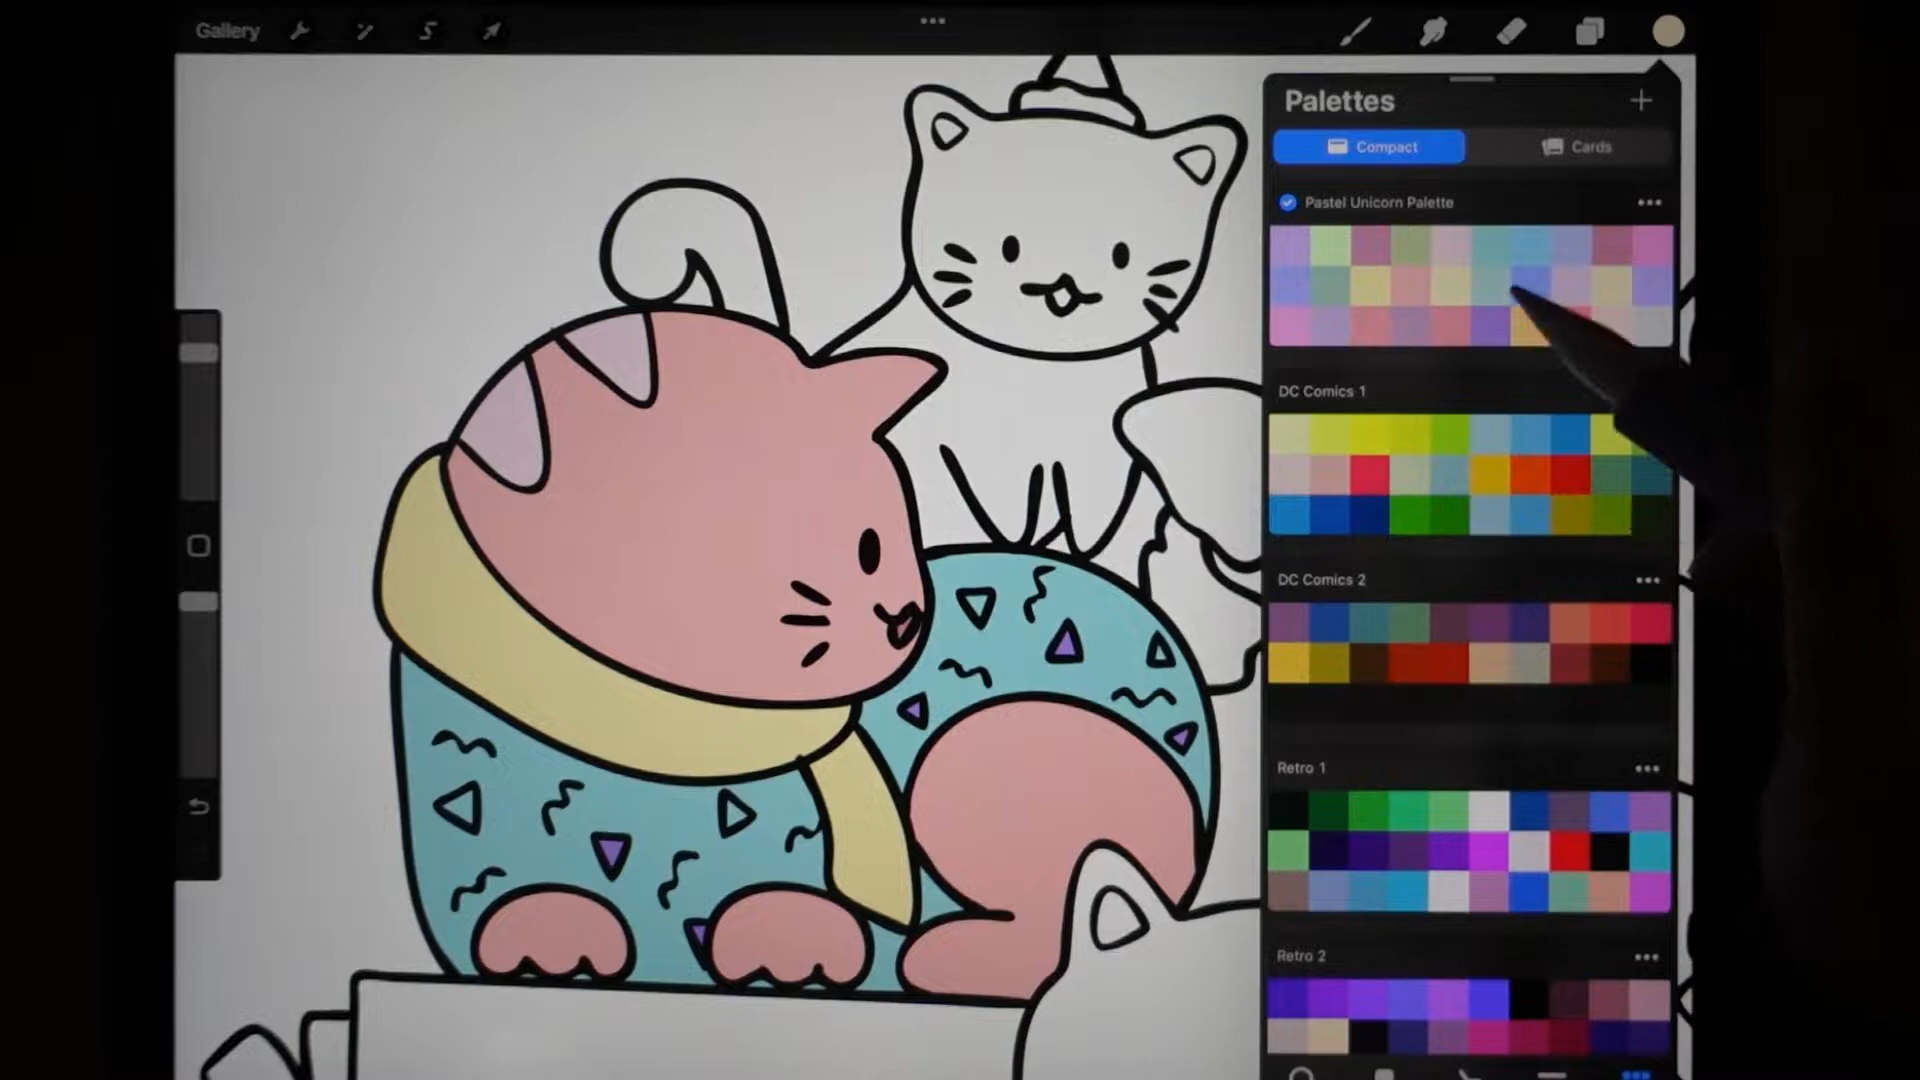 Gallery
Palettes
Compact
Cards
Pastel Unicorn Palette
DC Comics 1
DC Comics 2
Retro 1
Retro 2